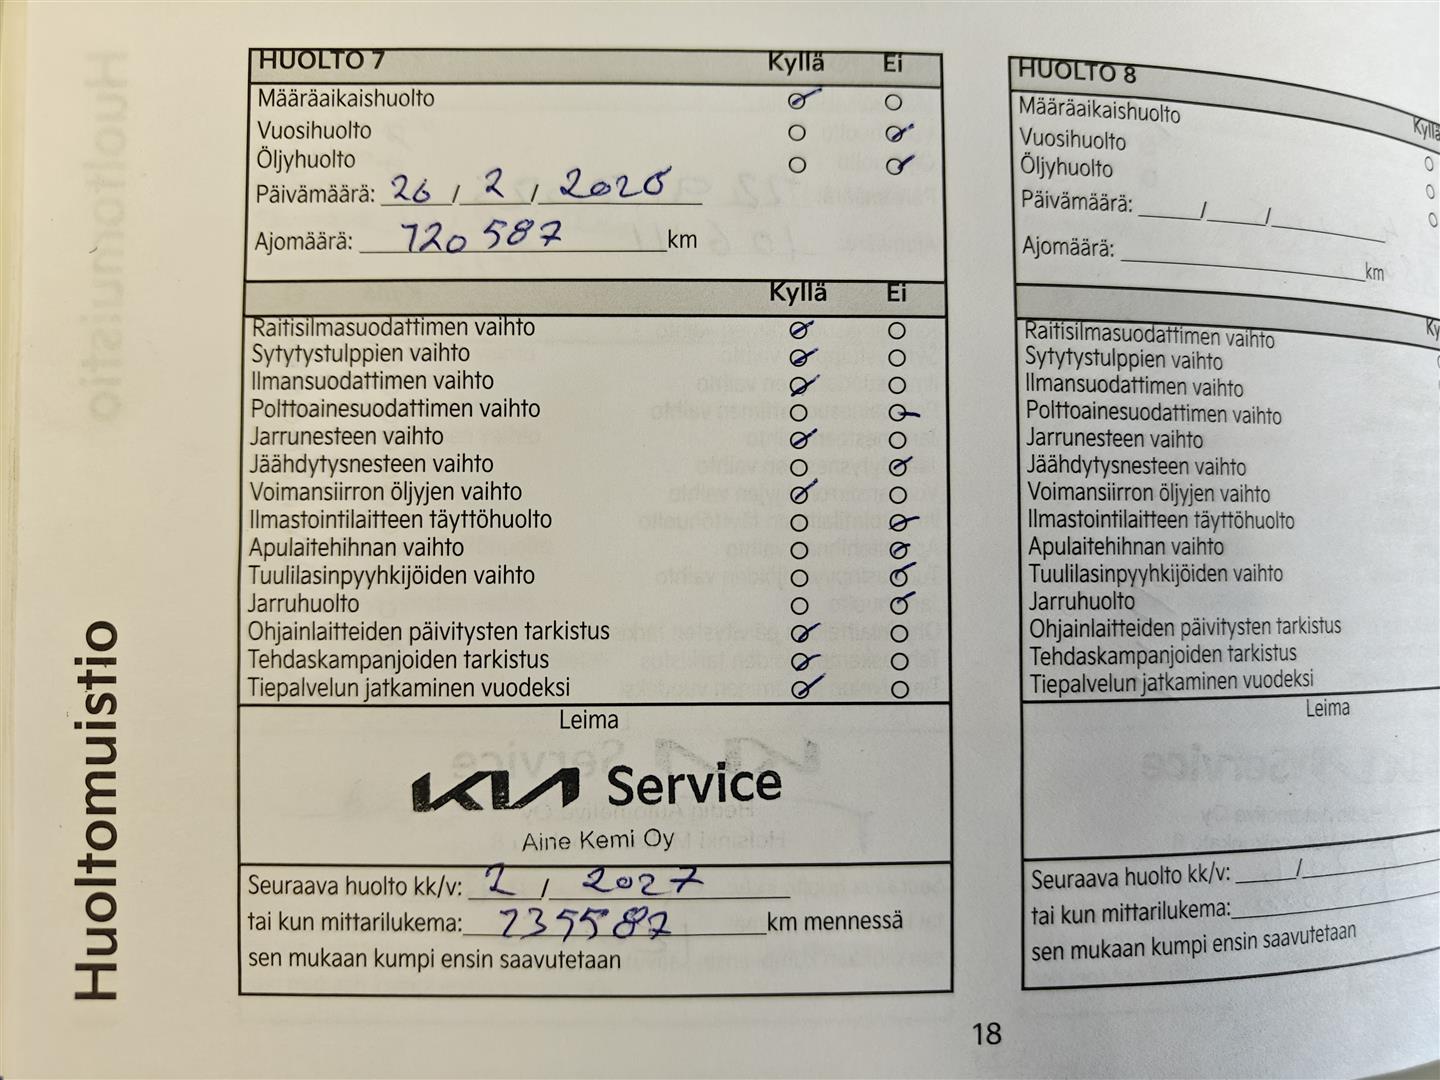 Huoltomuistio
HUOLTO 7 Kyllä Ei
Määräaikaishuolto
Vuosihuolto
Öljyhuolto
Päivämäärä: 26 / 2 / 2026
Ajomäärä: 120 587 km
Kyllä Ei
Raitisilmasuodattimen vaihto
Sytytystulppien vaihto
Ilmansuodattimen vaihto
Polttoainesuodattimen vaihto
Jarrunesteen vaihto
Jäähdytysnesteen vaihto
Voimansiirron öljyjen vaihto
Ilmastointilaitteen täyttöhuolto
Apulaitehihnan vaihto
Tuulilasinpyyhkijöiden vaihto
Jarruhuolto
Ohjainlaitteiden päivitysten tarkistus
Tehdaskampanjoiden tarkistus
Tiepalvelun jatkaminen vuodeksi
Leima
KIA Service
Aine Kemi Oy
Seuraava huolto kk/v: 2 / 2027
tai kun mittarilukema: 135587 km mennessä
sen mukaan kumpi ensin saavutetaan
HUOLTO 8
Kyllä
Määräaikaishuolto
Vuosihuolto
Öljyhuolto
Päivämäärä: / /
Ajomäärä: km
Raitisilmasuodattimen vaihto
Sytytystulppien vaihto
Ilmansuodattimen vaihto
Polttoainesuodattimen vaihto
Jarrunesteen vaihto
Jäähdytysnesteen vaihto
Voimansiirron öljyjen vaihto
Ilmastointilaitteen täyttöhuolto
Apulaitehihnan vaihto
Tuulilasinpyyhkijöiden vaihto
Jarruhuolto
Ohjainlaitteiden päivitysten tarkistus
Tehdaskampanjoiden tarkistus
Tiepalvelun jatkaminen vuodeksi
Leima
Seuraava huolto kk/v: /
tai kun mittarilukema:
sen mukaan kumpi ensin saavutetaan
18